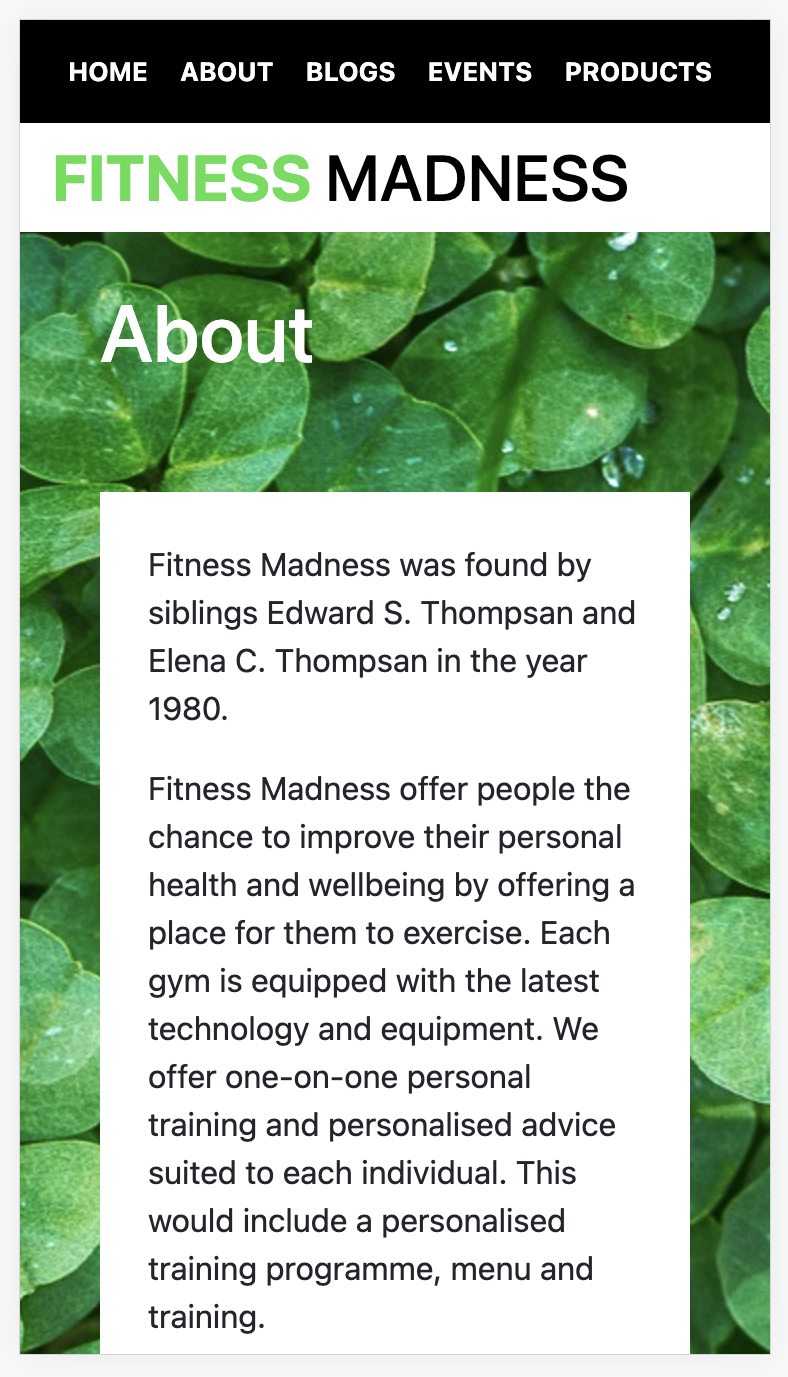 HOME ABOUT BLOGS EVENTS PRODUCTS
FITNESS MADNESS
About
Fitness Madness was found by
siblings Edward S. Thompsan and
Elena C. Thompsan in the year
1980.
Fitness Madness offer people the
chance to improve their personal
health and wellbeing by offering a
place for them to exercise. Each
gym is equipped with the latest
technology and equipment. We
offer one-on-one personal
training and personalised advice
suited to each individual. This
would include a personalised
training programme, menu and
training.